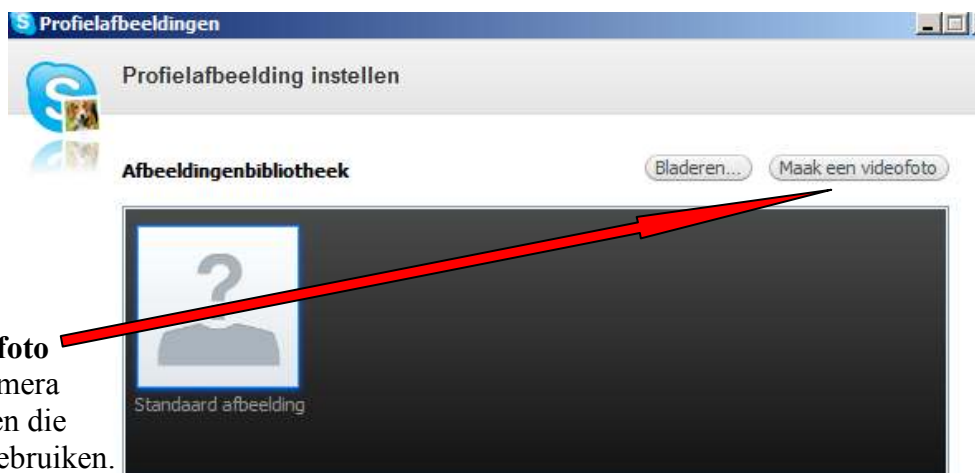 Profielafbeeldingen
Profielafbeelding instellen
Afbeeldingenbibliotheek
Bladeren...
Maak een videofoto
Standaard afbeelding
foto
mera
en die
ebruiken.